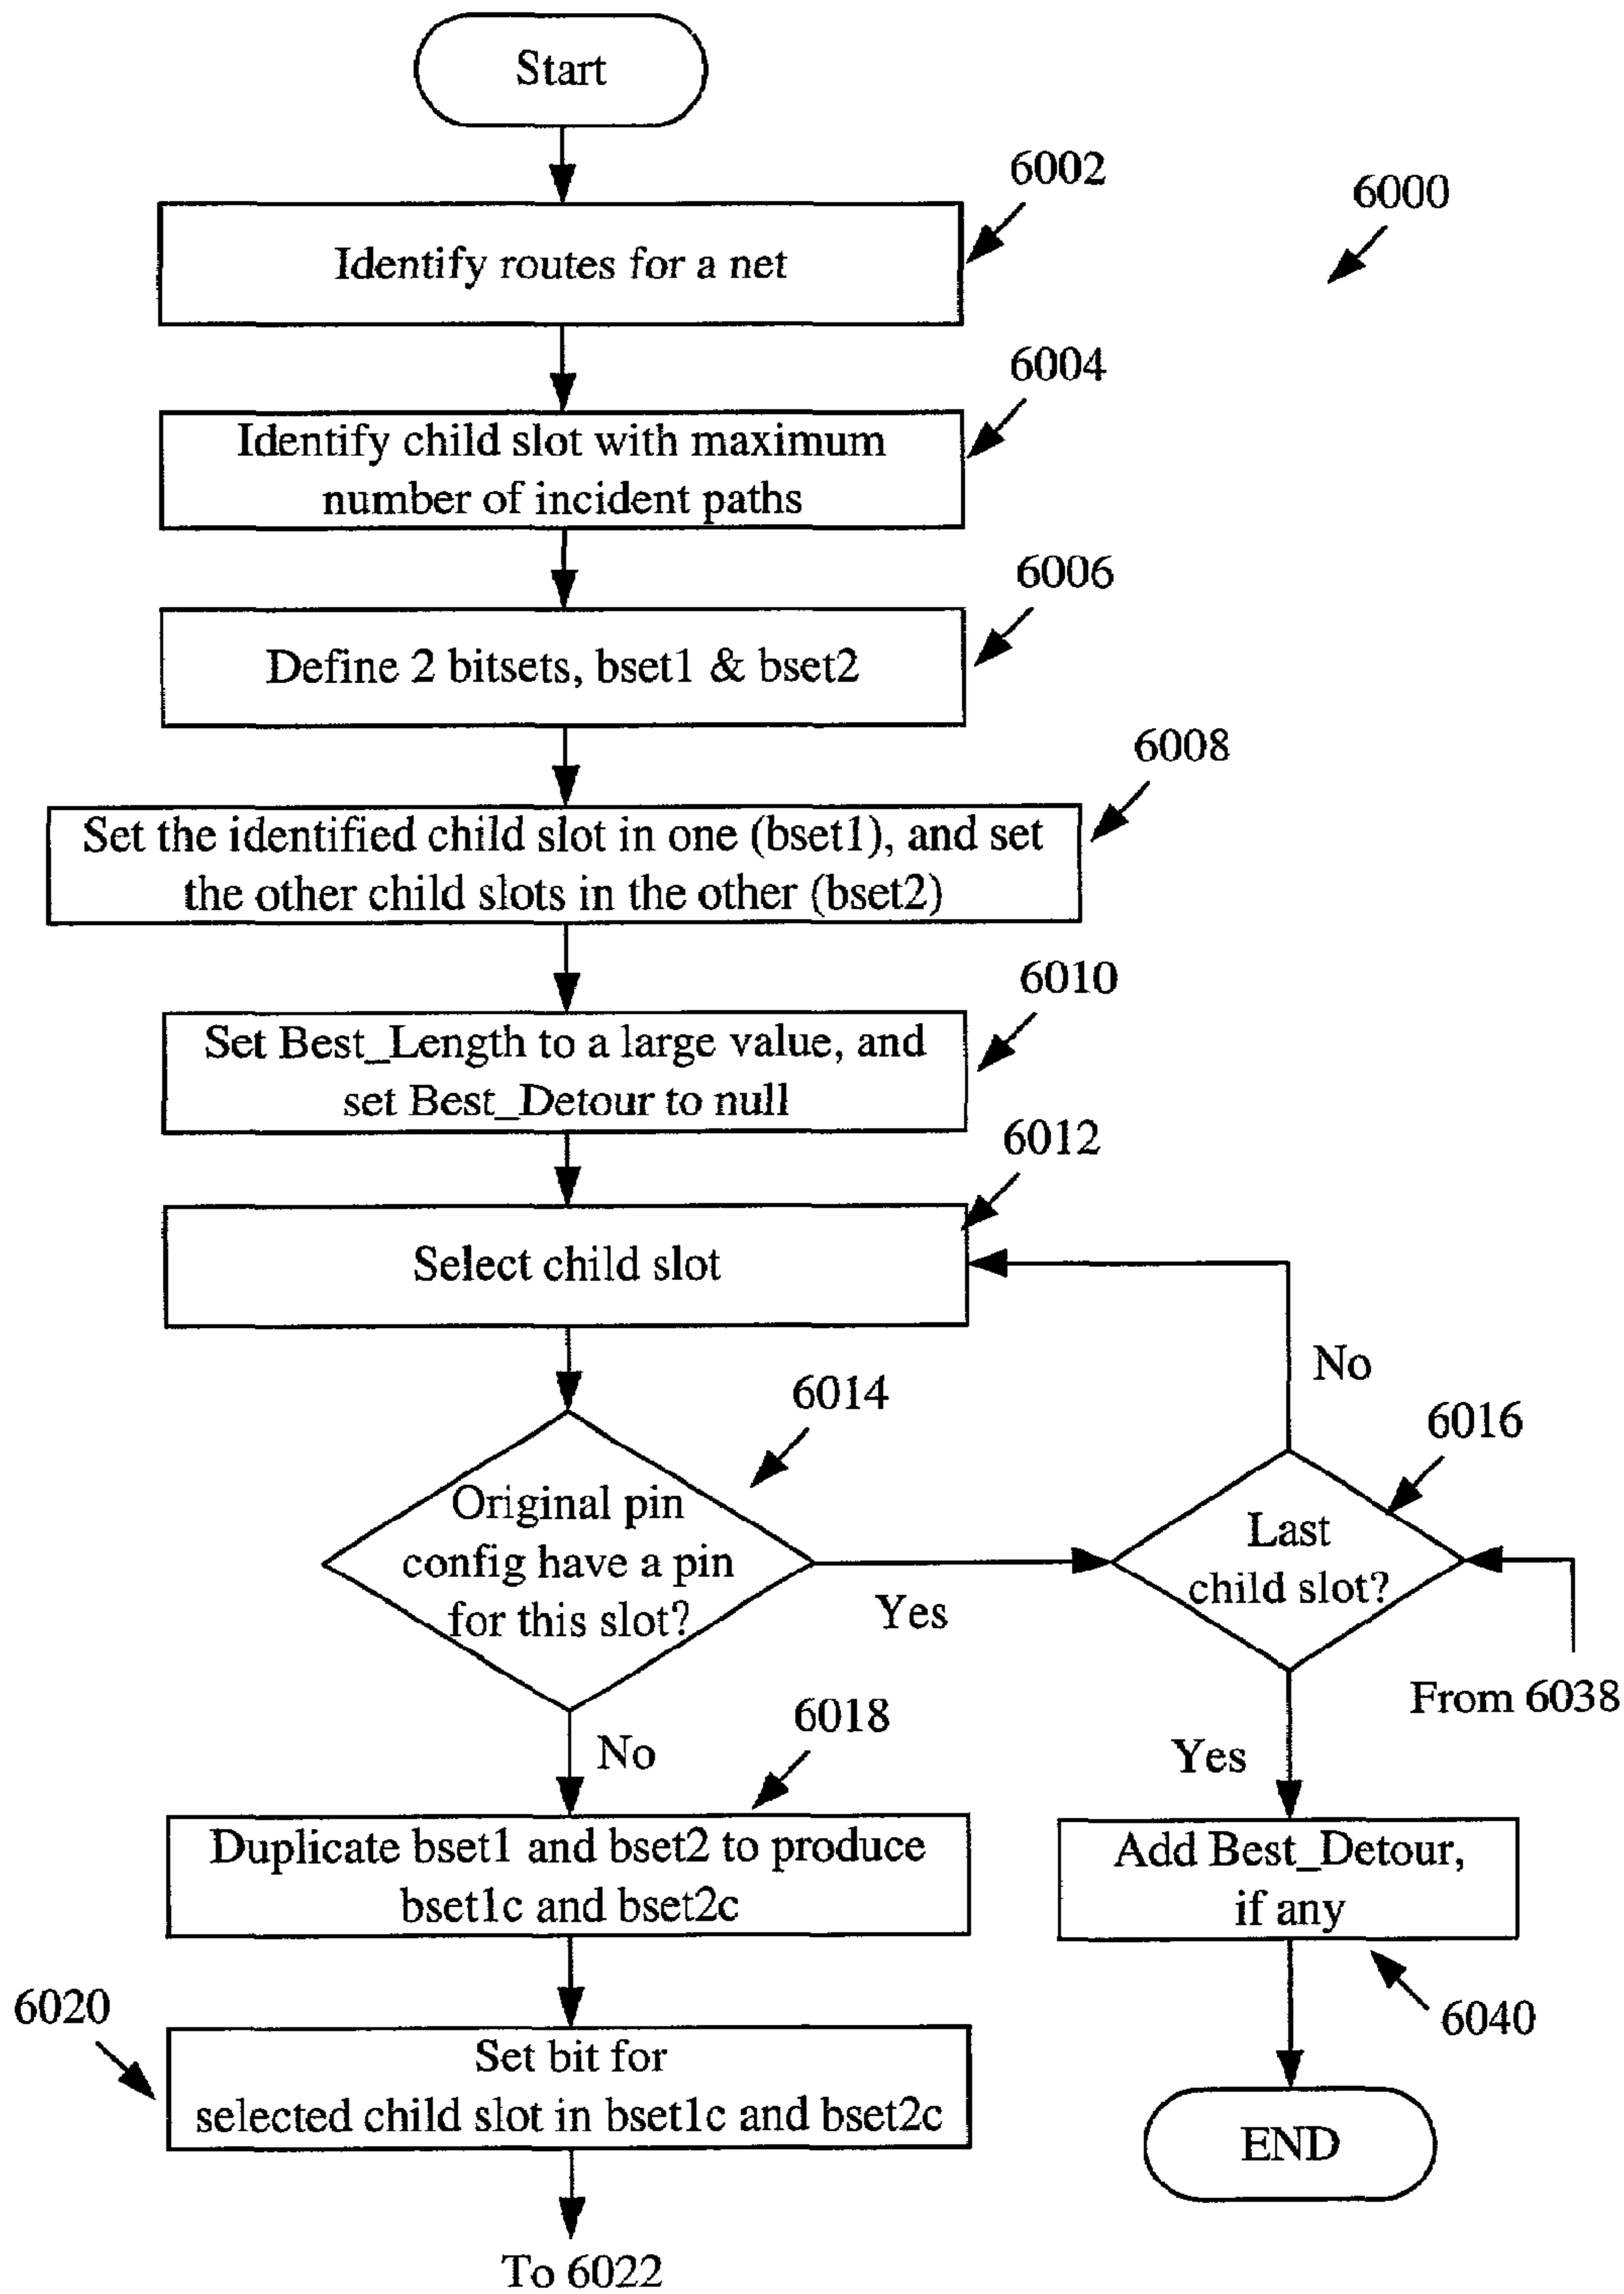 Start
6002
6000
Identify routes for a net
6004
Identify child slot with maximum
number of incident paths
6006
Define 2 bitsets, bset1 & bset2
6008
Set the identified child slot in one (bset1), and set
the other child slots in the other (bset2)
6010
Set Best_Length to a large value, and
set Best_Detour to null
6012
Select child slot
No
6014
6016
Original pin
config have a pin
for this slot?
Yes
Last
child slot?
From 6038
6018
No
Yes
Duplicate bset1 and bset2 to produce
bset1c and bset2c
Add Best_Detour,
if any
6020
6040
Set bit for
selected child slot in bset1c and bset2c
END
To 6022